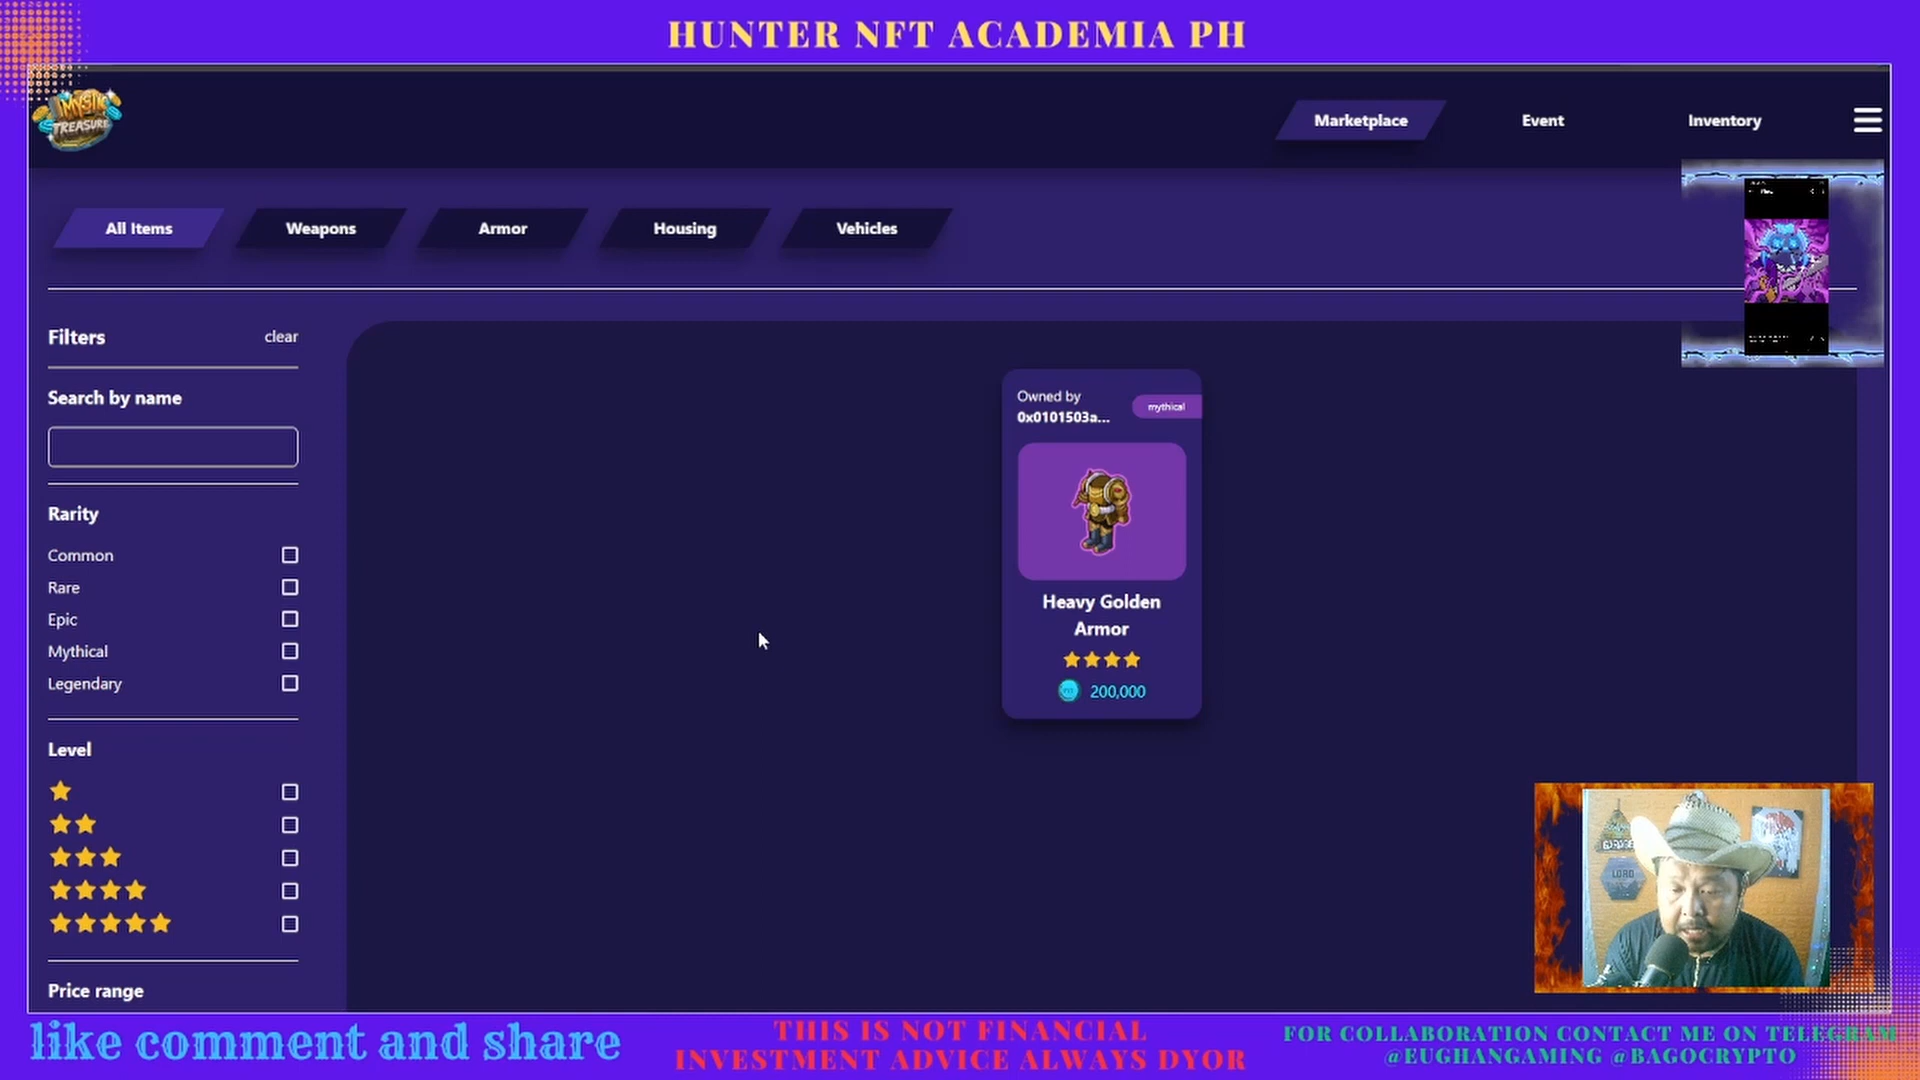 HUNTER NFT ACADEMIA PH
MYSTIC
TREASURE
Marketplace
Event
Inventory
All Items
Weapons
Armor
Housing
Vehicles
Filters
clear
Search by name
Rarity
Common
Rare
Epic
Mythical
Legendary
Level
Price range
Owned by
0x0101503a...
mythical
Heavy Golden
Armor
200,000
like comment and share
THIS IS NOT FINANCIAL
INVESTMENT ADVICE ALWAYS DYOR
FOR COLLABORATION CONTACT ME ON TELEGRAM
@EUGHANGAMING @BAGOCRYPTO